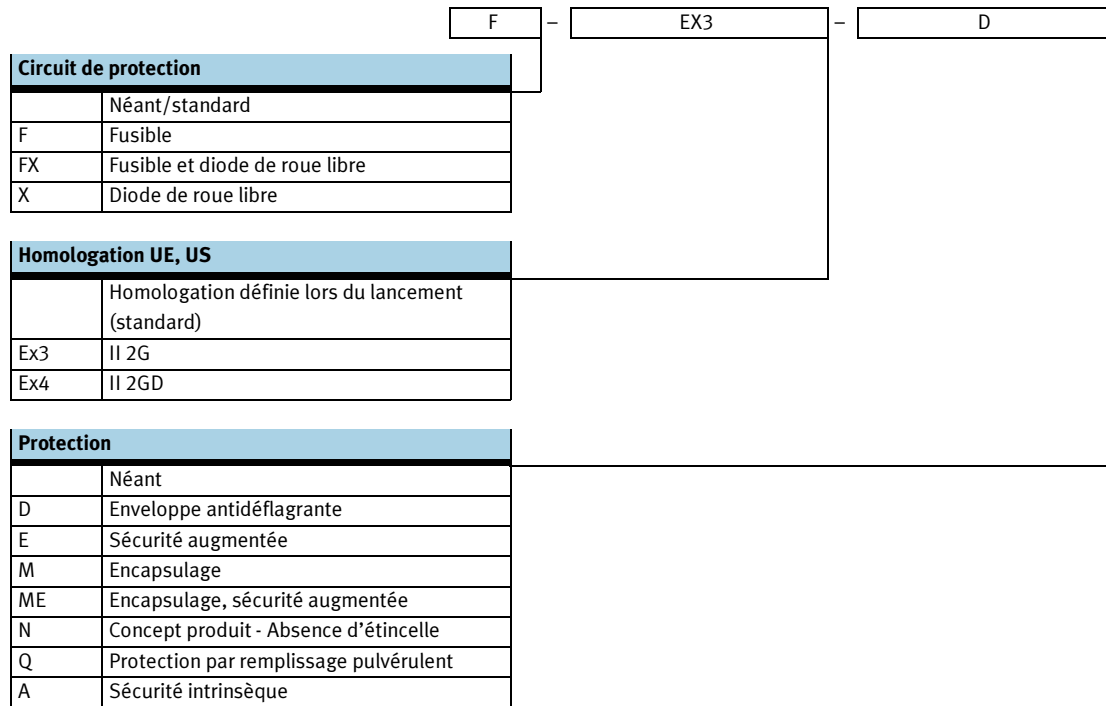 F – EX3 – D
Circuit de protection
Néant/standard
F Fusible
FX Fusible et diode de roue libre
X Diode de roue libre
Homologation UE, US
Homologation définie lors du lancement
(standard)
Ex3 II 2G
Ex4 II 2GD
Protection
Néant
D Enveloppe antidéflagrante
E Sécurité augmentée
M Encapsulage
ME Encapsulage, sécurité augmentée
N Concept produit - Absence d’étincelle
Q Protection par remplissage pulvérulent
A Sécurité intrinsèque